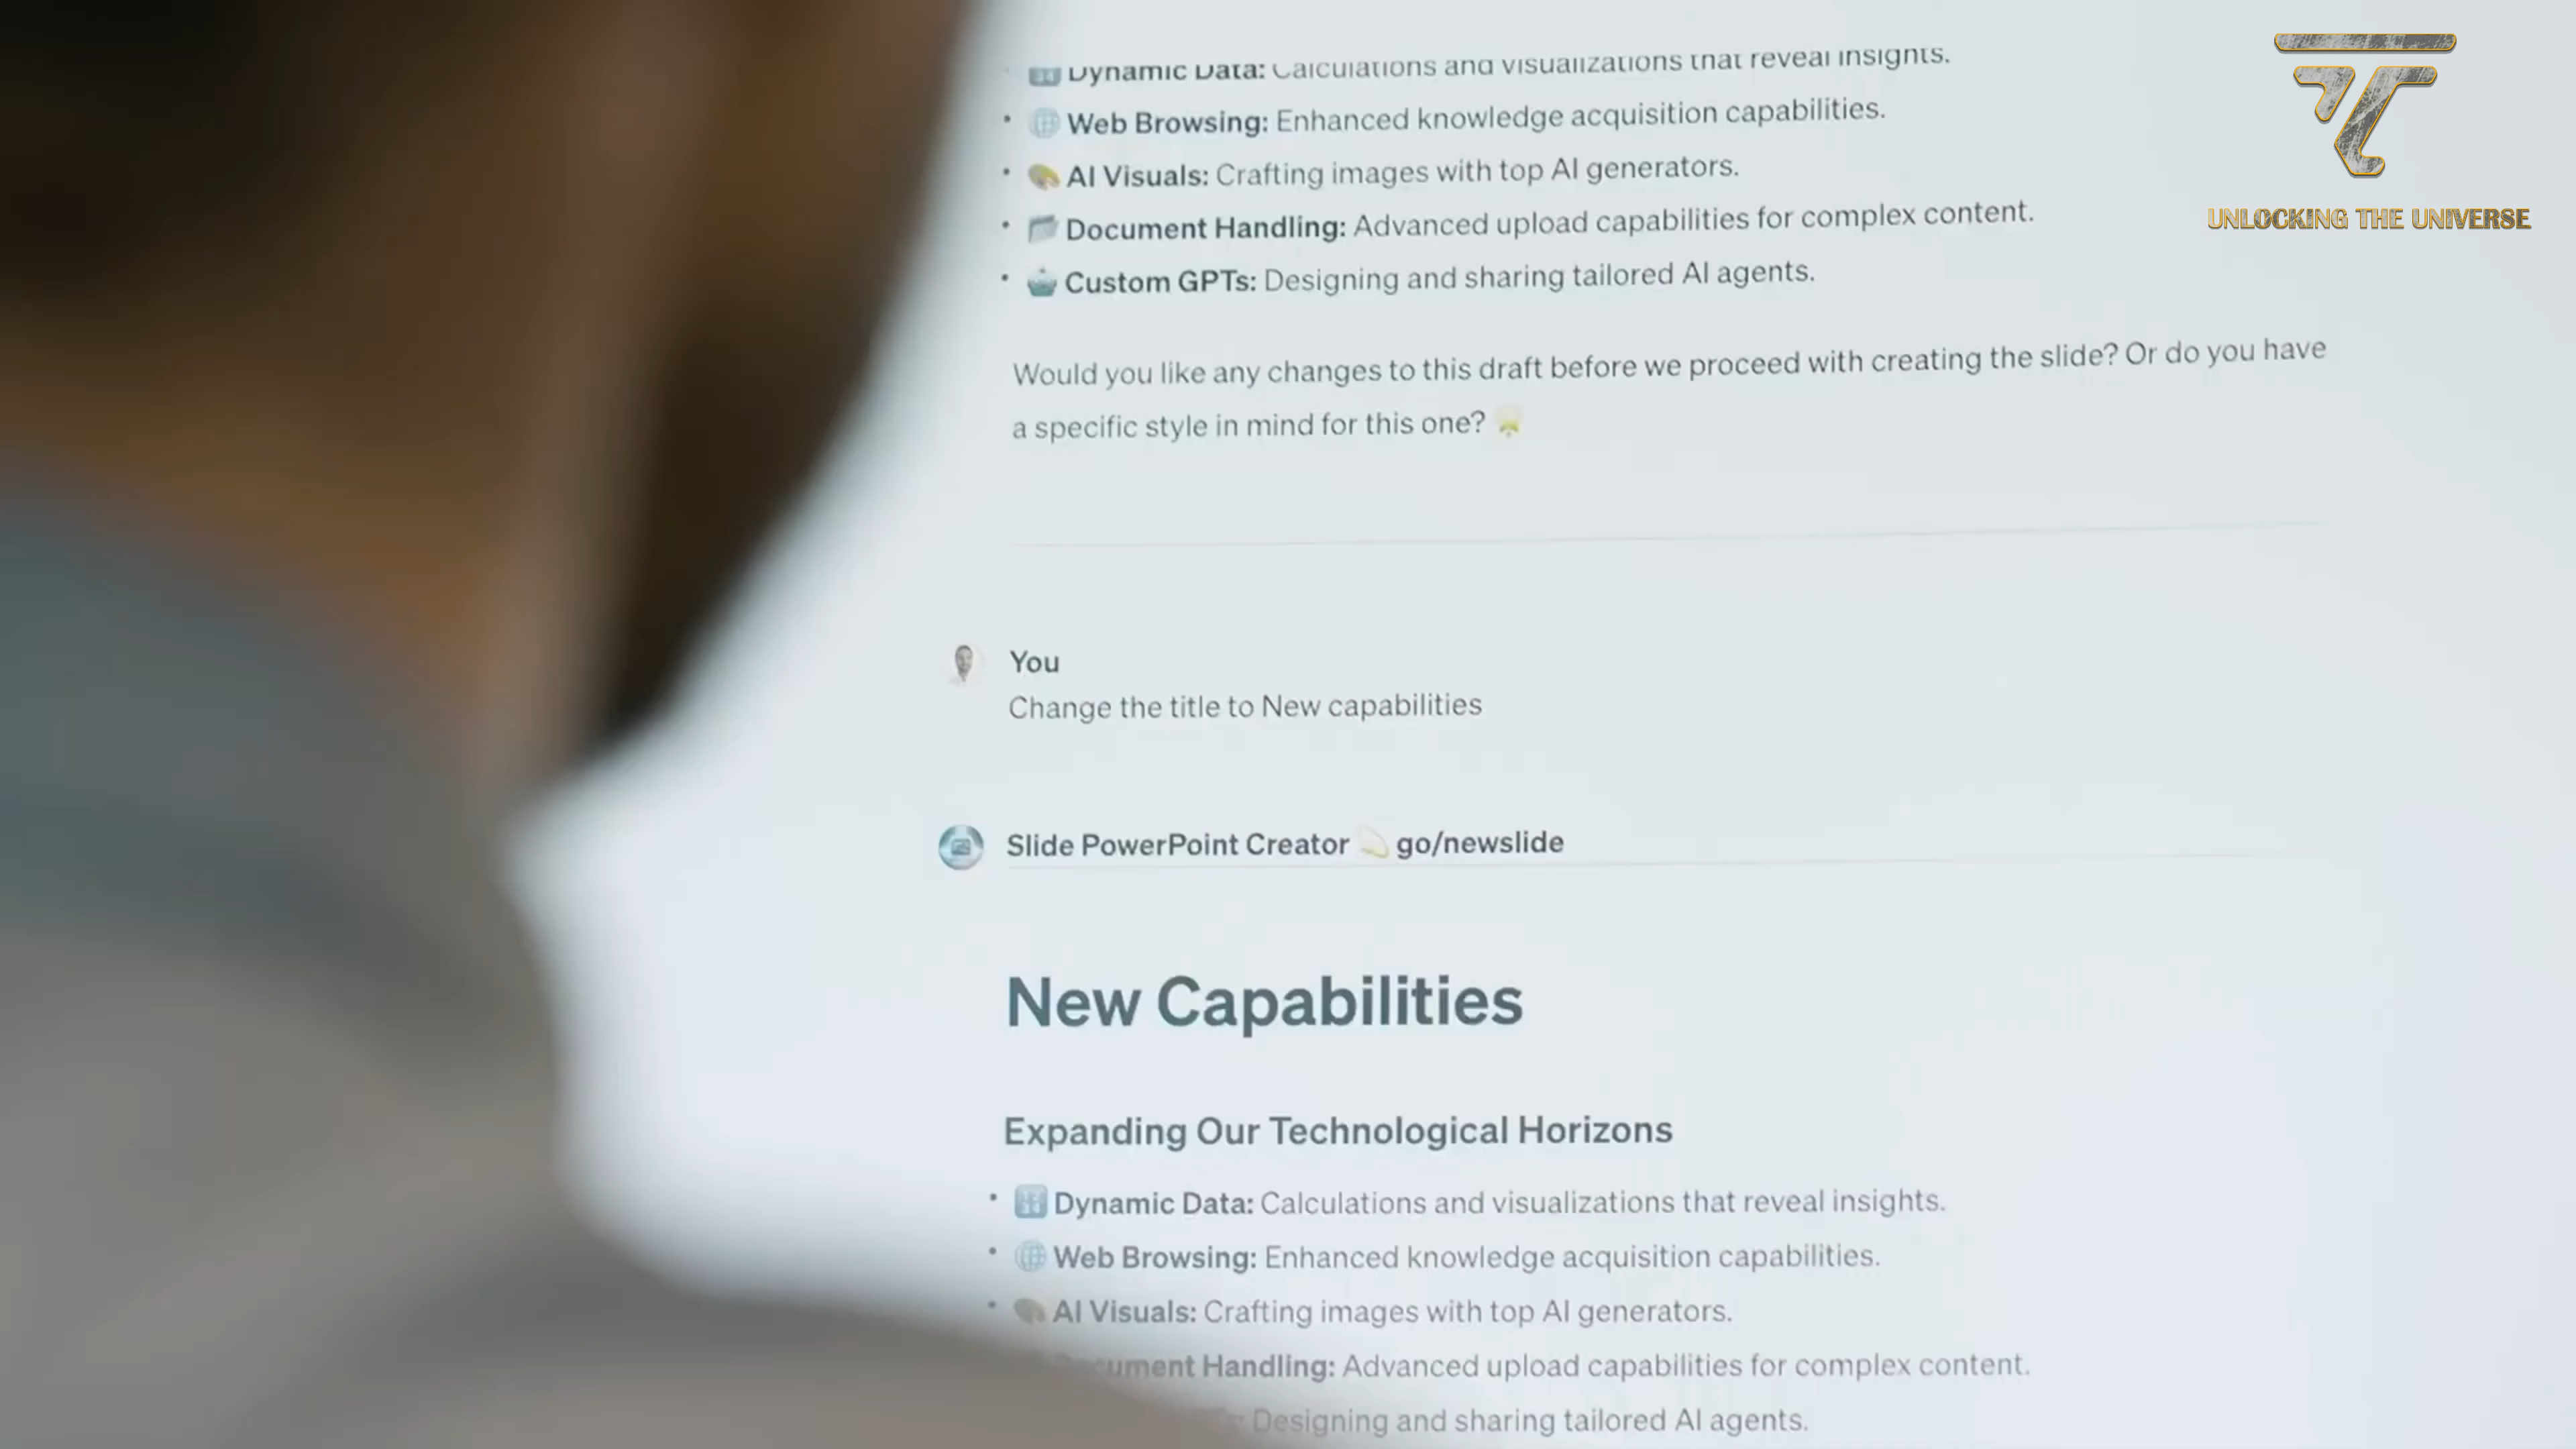 Dynamic Data: Calculations and visualizations that reveal insights.
Web Browsing: Enhanced knowledge acquisition capabilities.
AI Visuals: Crafting images with top AI generators.
Document Handling: Advanced upload capabilities for complex content.
Custom GPTs: Designing and sharing tailored AI agents.
UNLOCKING THE UNIVERSE
Would you like any changes to this draft before we proceed with creating the slide? Or do you have
a specific style in mind for this one?
You
Change the title to New capabilities
Slide PowerPoint Creator go/newslide
New Capabilities
Expanding Our Technological Horizons
Dynamic Data: Calculations and visualizations that reveal insights.
Web Browsing: Enhanced knowledge acquisition capabilities.
AI Visuals: Crafting images with top AI generators.
Handling: Advanced upload capabilities for complex content.
Designing and sharing tailored AI agents.